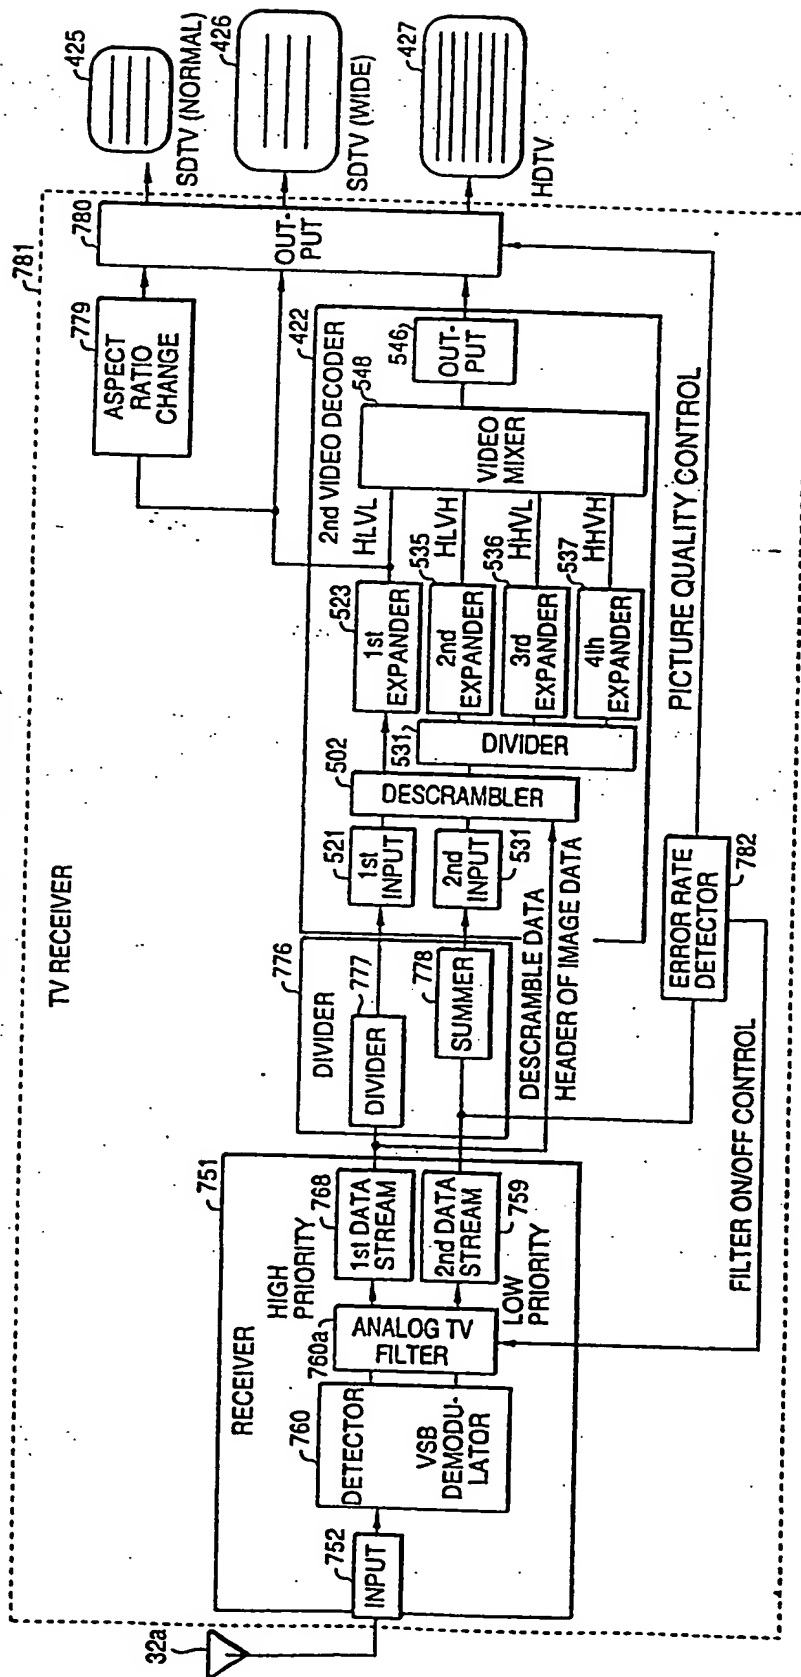 TV RECEIVER
781
32a
752
INPUT
RECEIVER
751
760
DETECTOR
VSB
DEMODU-
LATOR
760a
ANALOG TV
FILTER
HIGH
PRIORITY
768
1st DATA
STREAM
2nd DATA
STREAM
759
LOW
PRIORITY
FILTER ON/OFF CONTROL
DIVIDER
776
777
DIVIDER
778
SUMMER
DESCRAMBLE DATA
HEADER OF IMAGE DATA
ERROR RATE
DETECTOR
782
PICTURE QUALITY CONTROL
2nd VIDEO DECODER
422
521
1st
INPUT
2nd
INPUT
531
502
DESCRAMBLER
531
DIVIDER
523
1st
EXPANDER
535
2nd
EXPANDER
536
3rd
EXPANDER
537
4th
EXPANDER
HLVL
HLVH
HHVL
HHVH
548
VIDEO
MIXER
546
OUT-
PUT
779
ASPECT
RATIO
CHANGE
780
OUT-
PUT
425
SDTV (NORMAL)
426
SDTV (WIDE)
427
HDTV